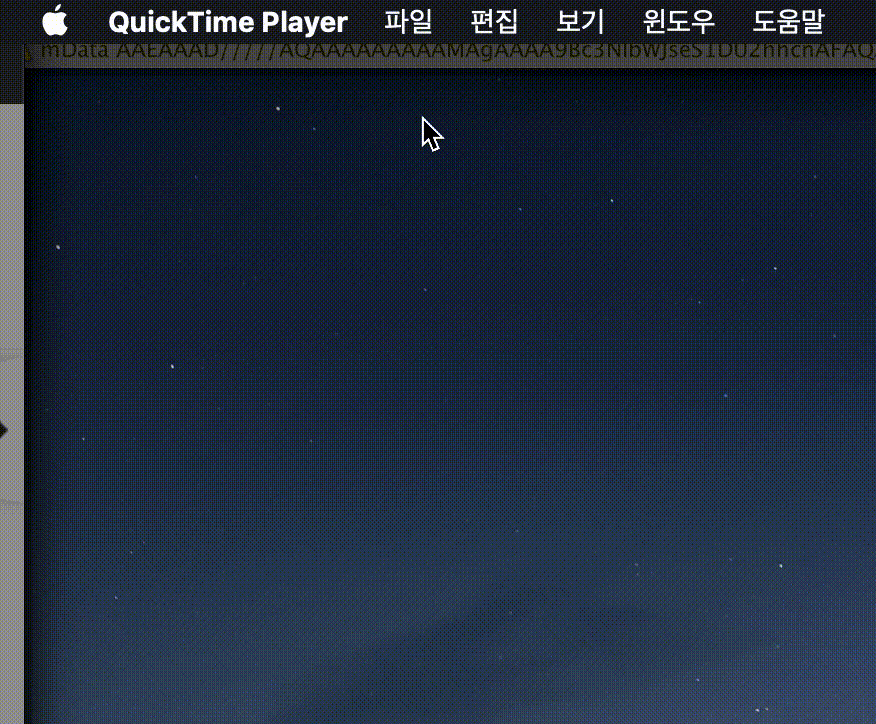 QuickTime Player 파일 편집 보기 윈도우 도움말
mData AAEAAAD/////AQAAAAAAAAAMAgAAAA9Bc3NlbWJseS1DU2hhcnAFAQ